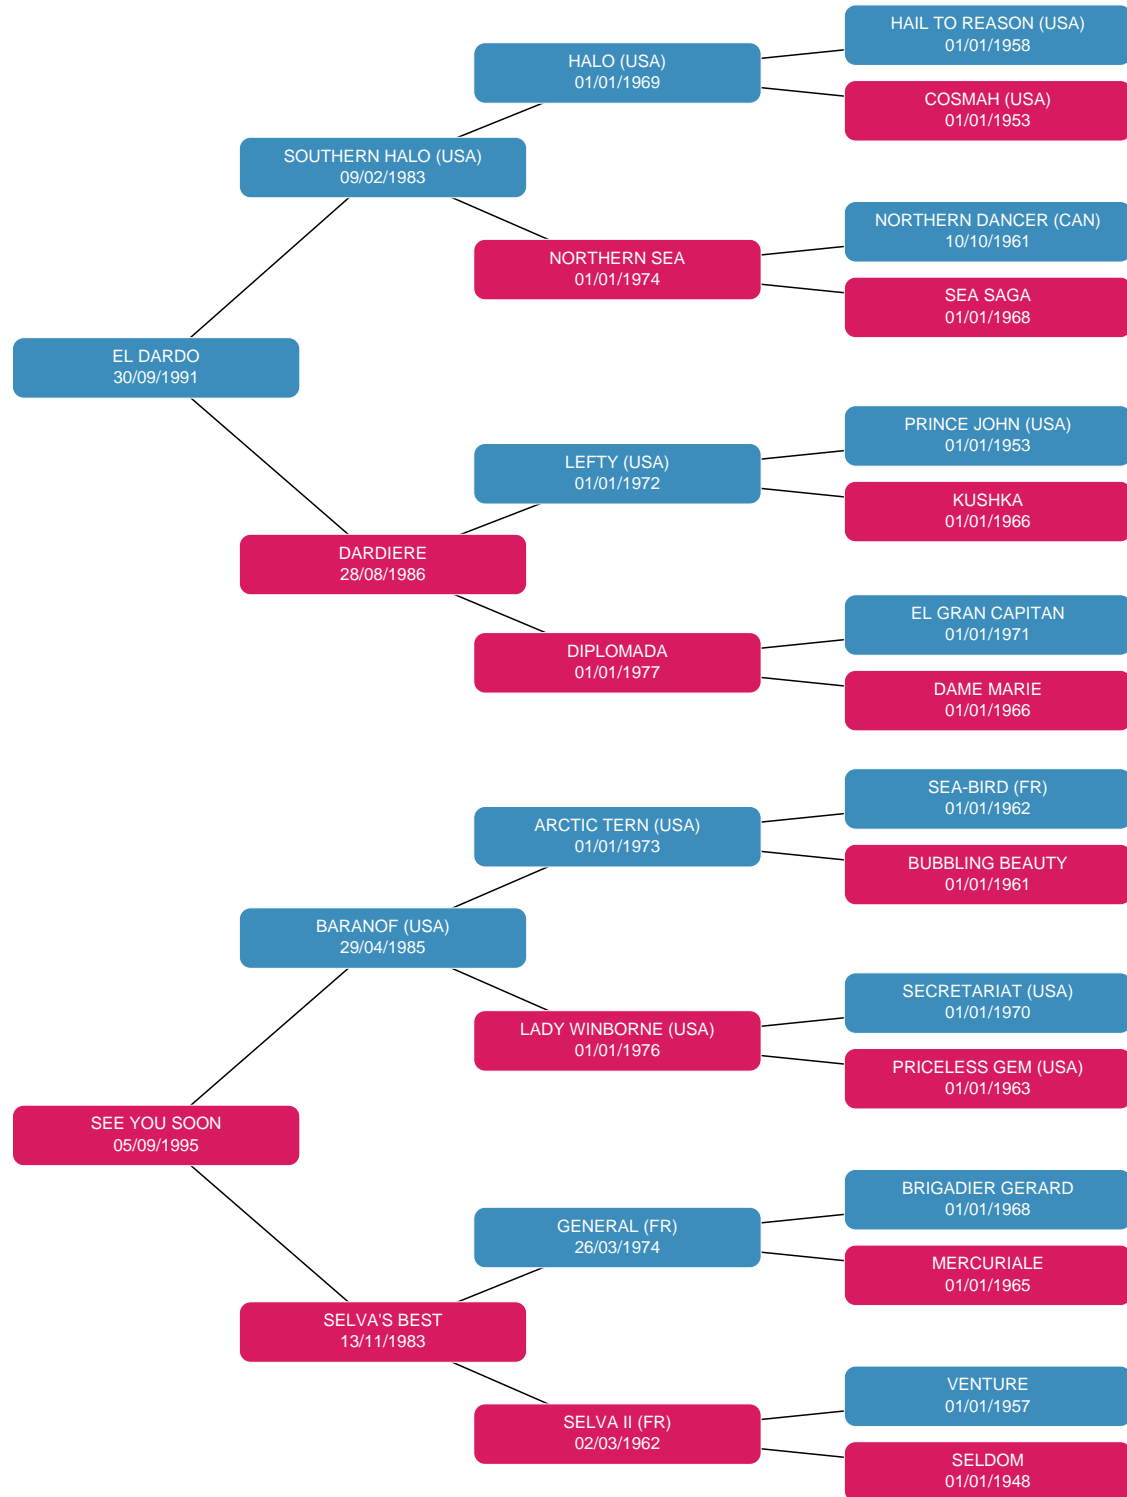 HAIL TO REASON (USA)
01/01/1958
HALO (USA)
01/01/1969
COSMAH (USA)
01/01/1953
SOUTHERN HALO (USA)
09/02/1983
NORTHERN DANCER (CAN)
10/10/1961
NORTHERN SEA
01/01/1974
SEA SAGA
01/01/1968
EL DARDO
30/09/1991
PRINCE JOHN (USA)
01/01/1953
LEFTY (USA)
01/01/1972
KUSHKA
01/01/1966
DARDIERE
28/08/1986
EL GRAN CAPITAN
01/01/1971
DIPLOMADA
01/01/1977
DAME MARIE
01/01/1966
SEA-BIRD (FR)
01/01/1962
ARCTIC TERN (USA)
01/01/1973
BUBBLING BEAUTY
01/01/1961
BARANOF (USA)
29/04/1985
SECRETARIAT (USA)
01/01/1970
LADY WINBORNE (USA)
01/01/1976
PRICELESS GEM (USA)
01/01/1963
SEE YOU SOON
05/09/1995
BRIGADIER GERARD
01/01/1968
GENERAL (FR)
26/03/1974
MERCURIALE
01/01/1965
SELVA'S BEST
13/11/1983
VENTURE
01/01/1957
SELVA II (FR)
02/03/1962
SELDOM
01/01/1948